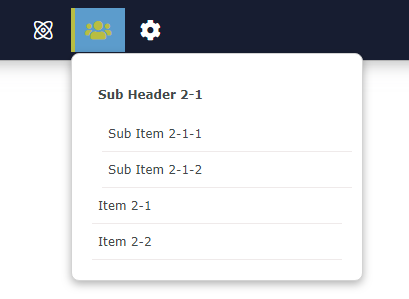 Sub Header 2-1
Sub Item 2-1-1
Sub Item 2-1-2
Item 2-1
Item 2-2